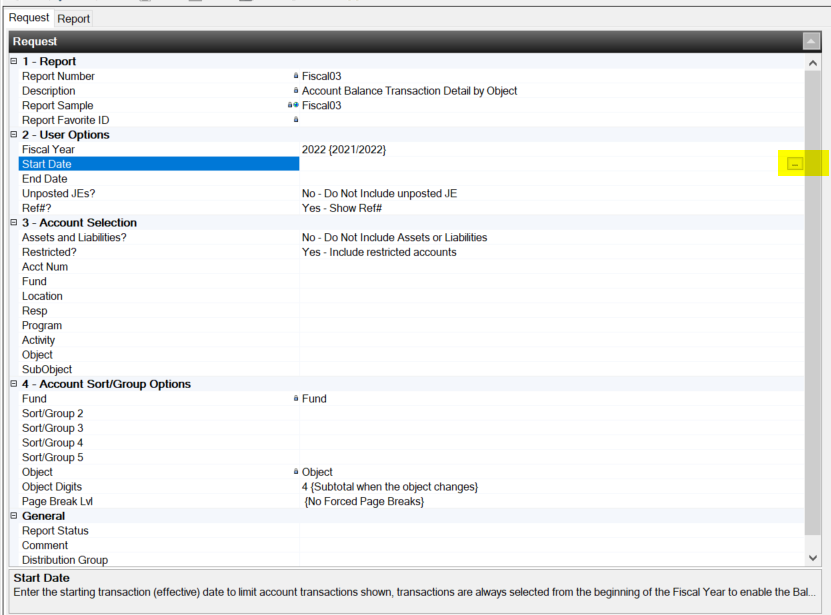 Request Report
Request
1 - Report
Report Number Fiscal03
Description Account Balance Transaction Detail by Object
Report Sample Fiscal03
Report Favorite ID
2 - User Options
Fiscal Year 2022 {2021/2022}
Start Date ...
End Date
Unposted JEs? No - Do Not Include unposted JE
Ref#? Yes - Show Ref#
3 - Account Selection
Assets and Liabilities? No - Do Not Include Assets or Liabilities
Restricted? Yes - Include restricted accounts
Acct Num
Fund
Location
Resp
Program
Activity
Object
SubObject
4 - Account Sort/Group Options
Fund Fund
Sort/Group 2
Sort/Group 3
Sort/Group 4
Sort/Group 5
Object Object
Object Digits 4 {Subtotal when the object changes}
Page Break Lvl {No Forced Page Breaks}
General
Report Status
Comment
Distribution Group
Start Date
Enter the starting transaction (effective) date to limit account transactions shown, transactions are always selected from the beginning of the Fiscal Year to enable the Bal...